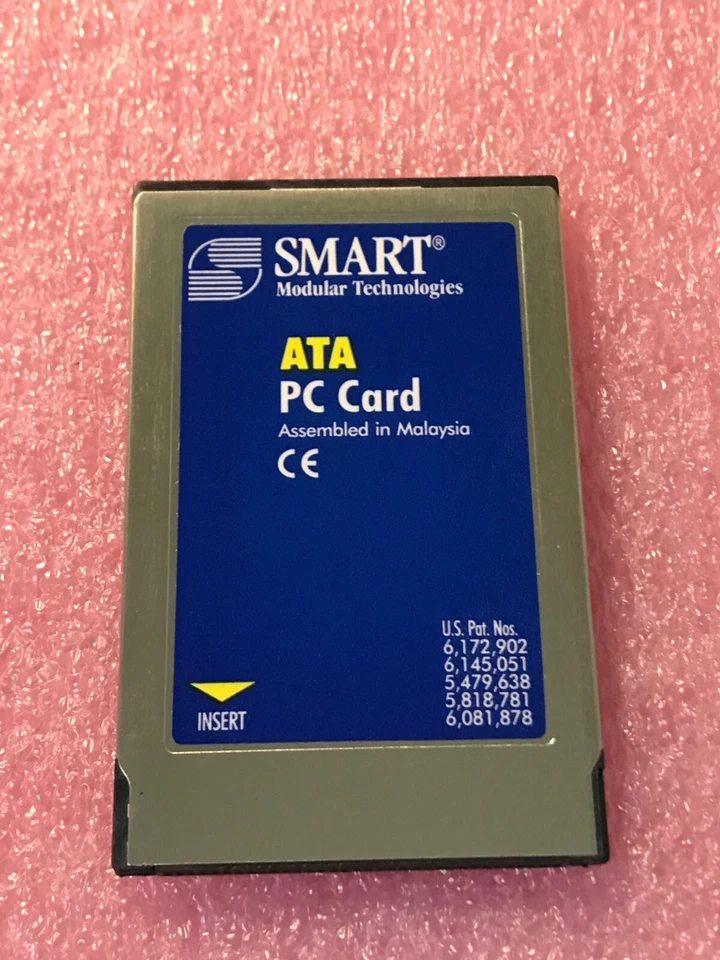 SMART®
Modular Technologies
ATA
PC Card
Assembled in Malaysia
CE
U.S. Pat. Nos.
6,172,902
6,145,051
5,479,638
5,818,781
6,081,878
INSERT